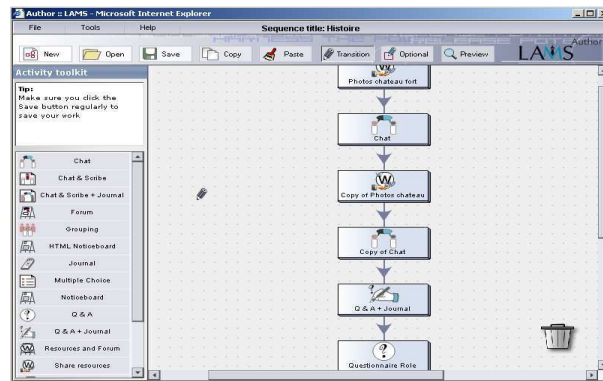 Author :: LAMS - Microsoft Internet Explorer
File Tools Help Sequence title: Histoire
New Open Save Copy Paste Transition Optional Preview LAMS Author
Activity toolkit
Tip:
Make sure you click the
Save button regularly to
save your work
Chat
Chat & Scribe
Chat & Scribe + Journal
Forum
Grouping
HTML Noticeboard
Journal
Multiple Choice
Noticeboard
Q & A
Q & A + Journal
Resources and Forum
Share resources
Photos chateau fort
Chat
Copy of Photos chateau
Copy of Chat
Q & A + Journal
Questionnaire Role